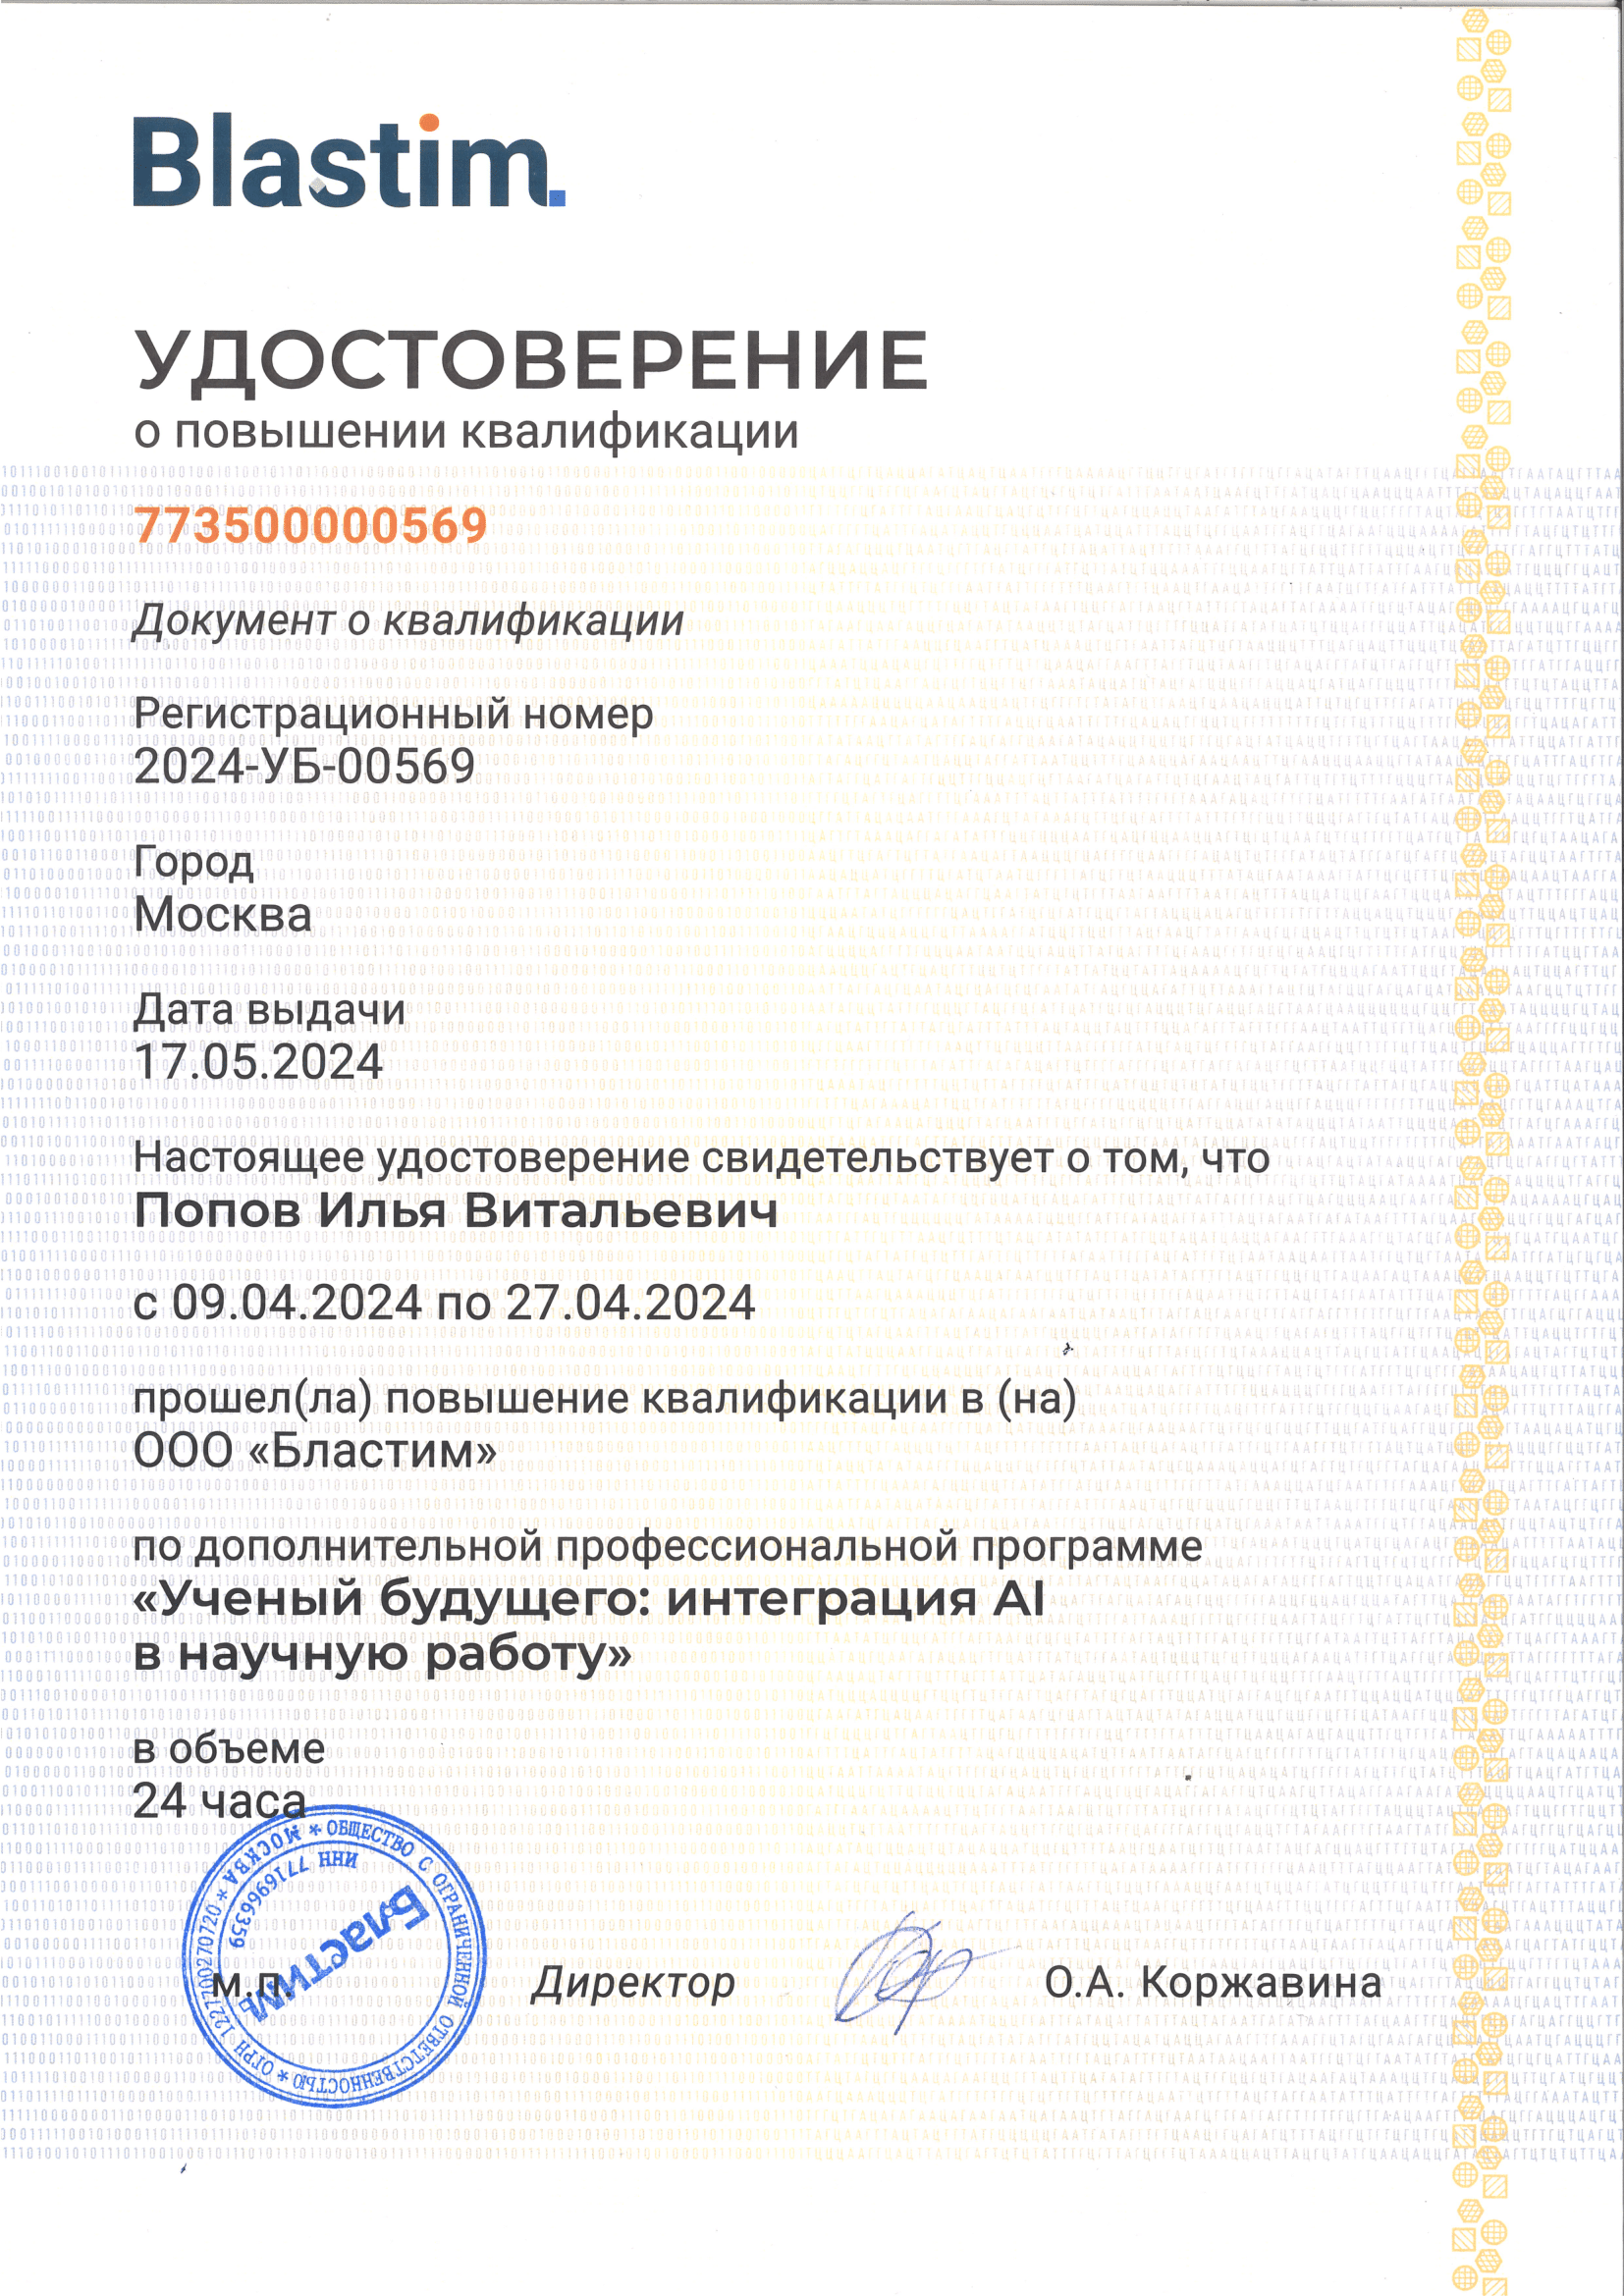 Blastim.
УДОСТОВЕРЕНИЕ
о повышении квалификации
773500000569
Документ о квалификации
Регистрационный номер
2024-УБ-00569
Город
Москва
Дата выдачи
17.05.2024
Настоящее удостоверение свидетельствует о том, что
Попов Илья Витальевич
с 09.04.2024 по 27.04.2024
прошел(ла) повышение квалификации в (на)
ООО «Бластим»
по дополнительной профессиональной программе
«Ученый будущего: интеграция AI
в научную работу»
в объеме
24 часа
* МОСКВА * ОБЩЕСТВО С ОГРАНИЧЕННОЙ ОТВЕТСТВЕННОСТЬЮ * ОГРН 1227700270720
ИНН 7716966359
Бластим
м.п.
Директор
О.А. Коржавина